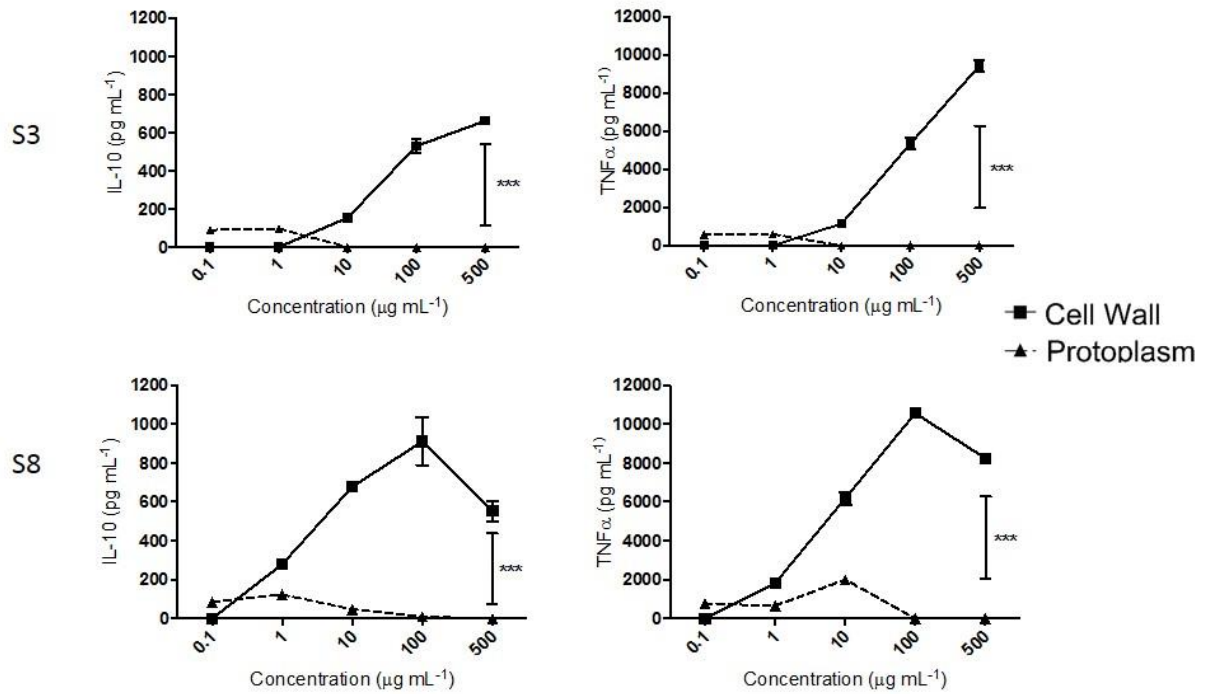 S3
IL-10 (pg mL-1)
1200
1000
800
600
400
200
0
0.1 1 10 100 500
Concentration (μg mL-1)
***
TNFα (pg mL-1)
12000
10000
8000
6000
4000
2000
0
0.1 1 10 100 500
Concentration (μg mL-1)
***
Cell Wall
Protoplasm
S8
IL-10 (pg mL-1)
1200
1000
800
600
400
200
0
0.1 1 10 100 500
Concentration (μg mL-1)
***
TNFα (pg mL-1)
12000
10000
8000
6000
4000
2000
0
0.1 1 10 100 500
Concentration (μg mL-1)
***